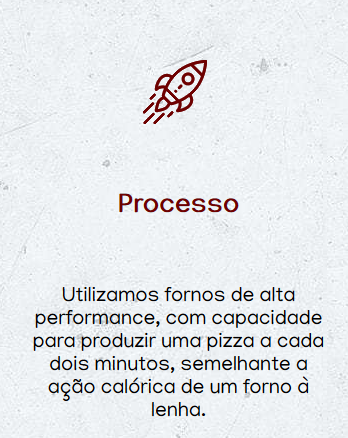 Processo
Utilizamos fornos de alta
performance, com capacidade
para produzir uma pizza a cada
dois minutos, semelhante a
ação calórica de um forno à
lenha.